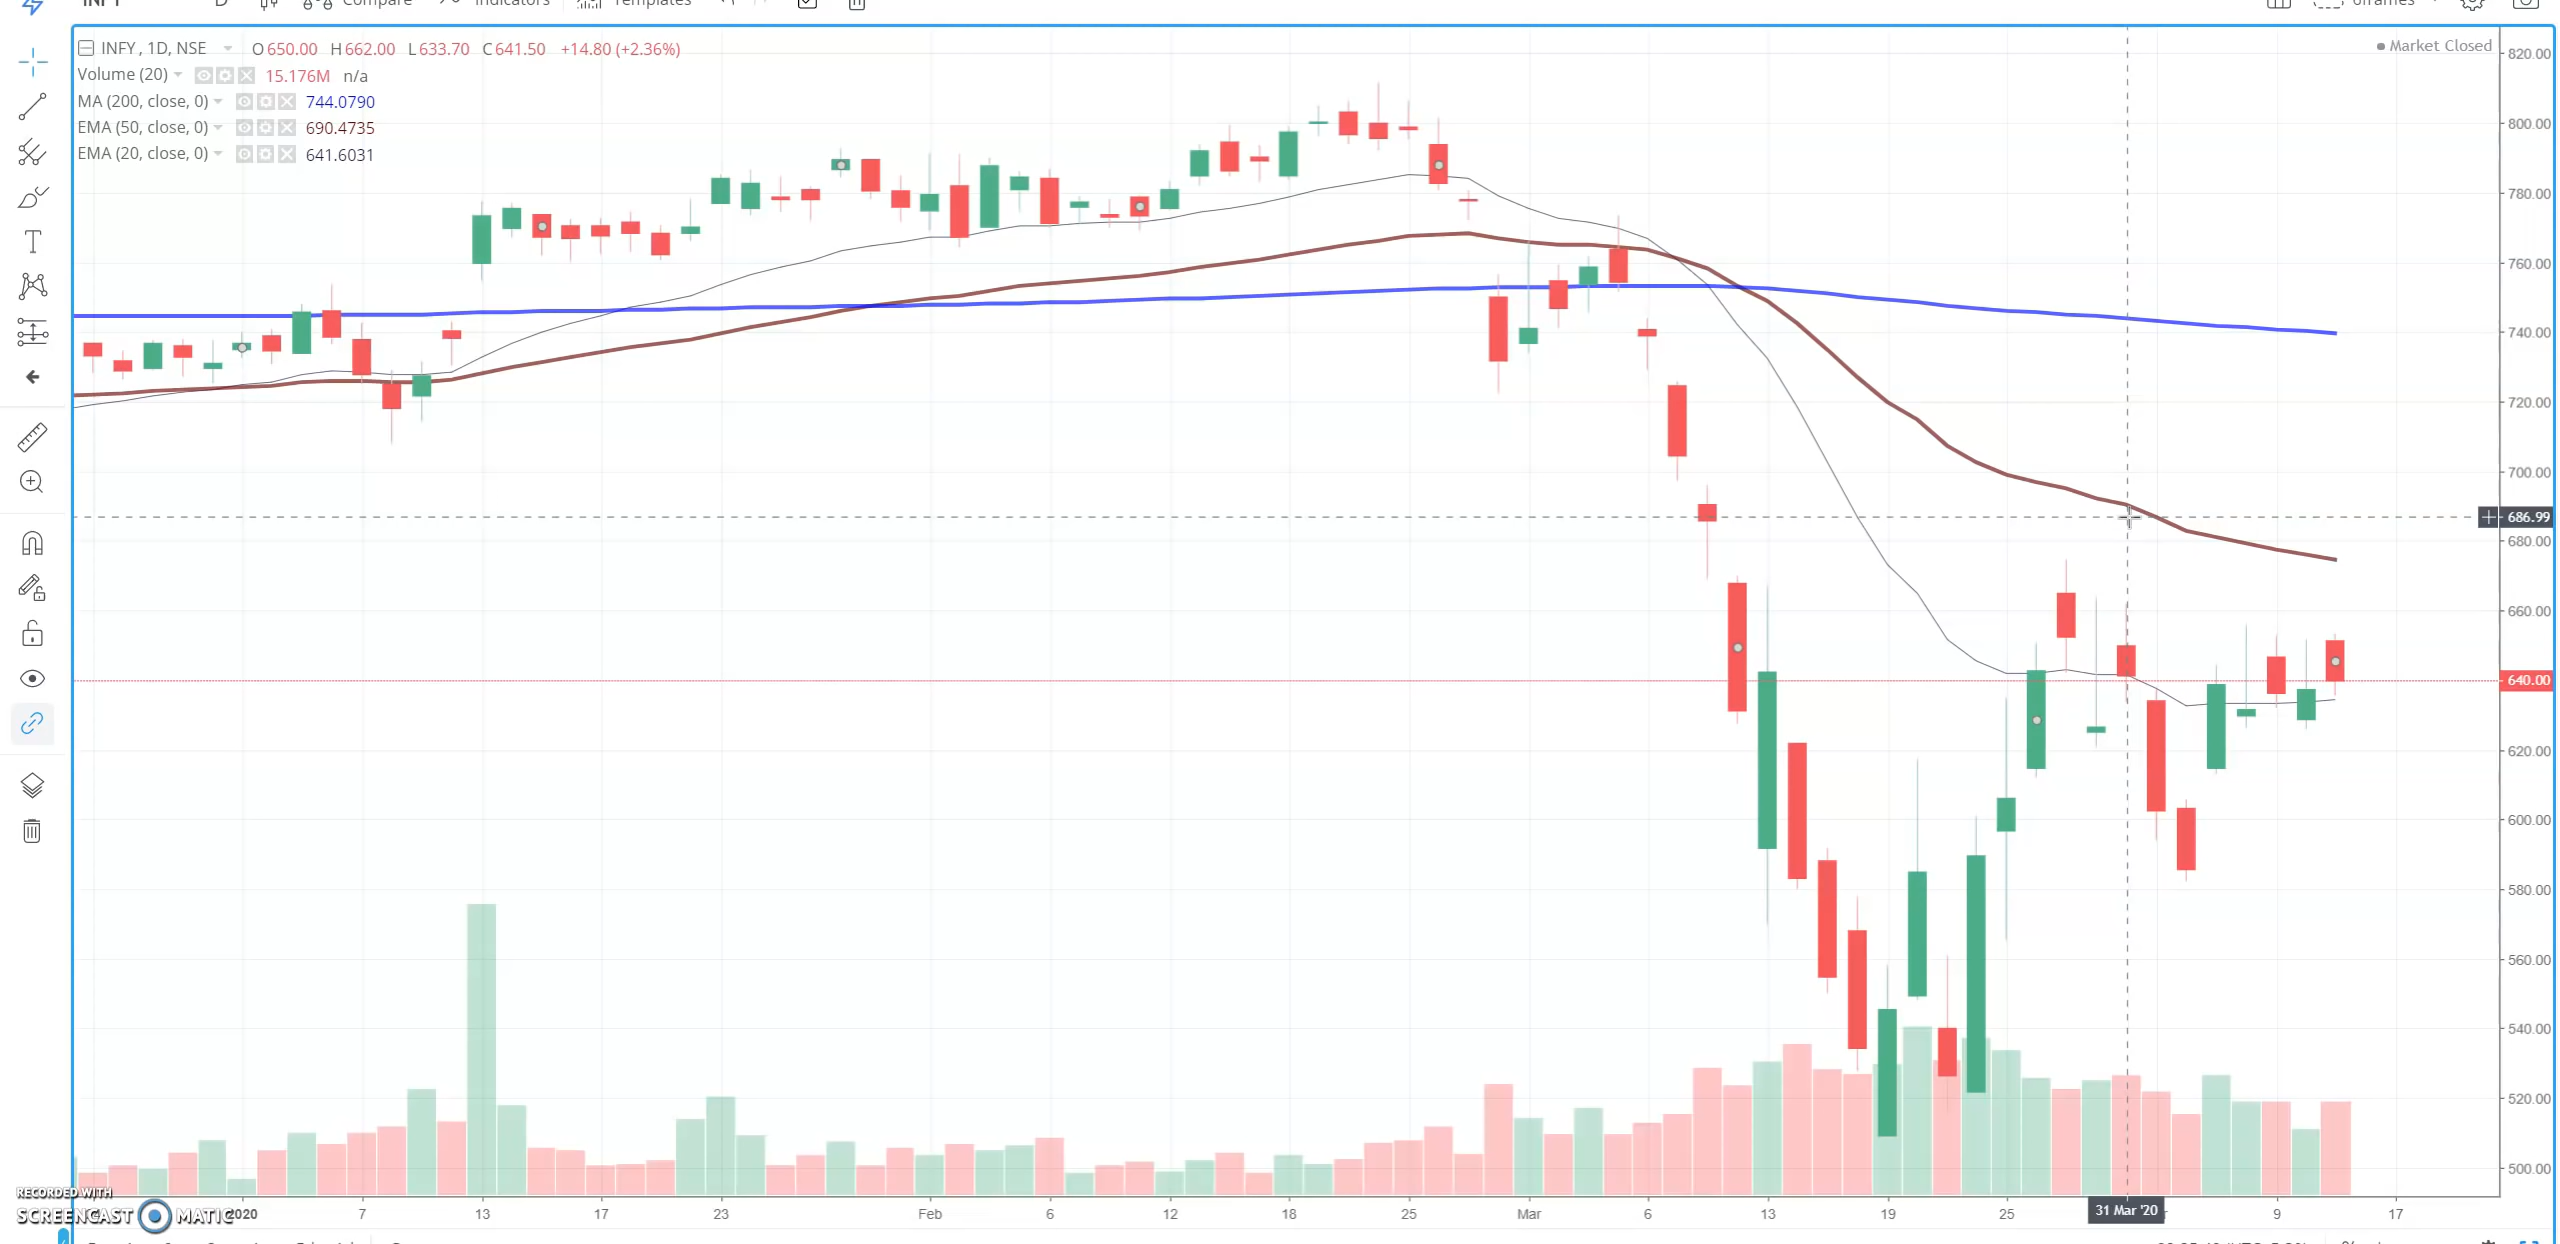 INFY D Compare Indicators Templates
INFY, 1D, NSE O650.00 H662.00 L633.70 C641.50 +14.80 (+2.36%)
Market Closed
Volume (20) 15.176M n/a
MA (200, close, 0) 744.0790
EMA (50, close, 0) 690.4735
EMA (20, close, 0) 641.6031
820.00
800.00
780.00
760.00
740.00
720.00
700.00
686.99
680.00
660.00
640.00
620.00
600.00
580.00
560.00
540.00
520.00
500.00
RECORDED WITH
SCREENCAST MATIC
2020 7 13 17 23 Feb 6 12 18 25 Mar 6 13 19 25 31 Mar '20 9 17